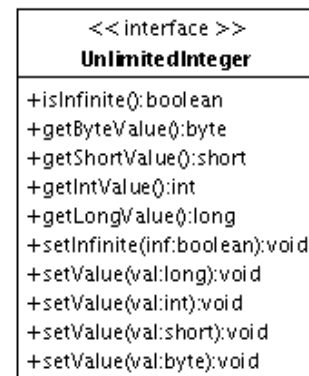 << interface >>
UnlimitedInteger
+isInfinite():boolean
+getByteValue():byte
+getShortValue():short
+getIntValue():int
+getLongValue():long
+setInfinite(inf:boolean):void
+setValue(val:long):void
+setValue(val:int):void
+setValue(val:short):void
+setValue(val:byte):void